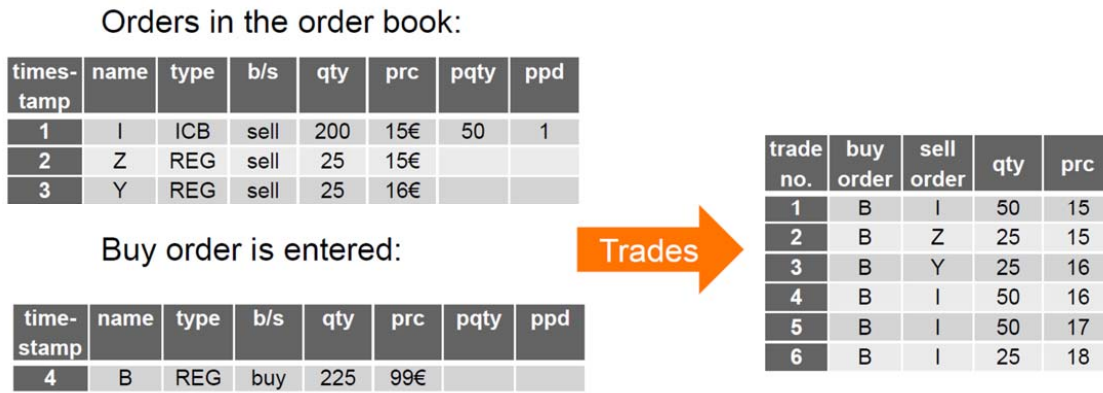 Orders in the order book:
times-tamp name type b/s qty prc pqty ppd
1 I ICB sell 200 15€ 50 1
2 Z REG sell 25 15€
3 Y REG sell 25 16€
Buy order is entered:
time-stamp name type b/s qty prc pqty ppd
4 B REG buy 225 99€
Trades
trade no. buy order sell order qty prc
1 B I 50 15
2 B Z 25 15
3 B Y 25 16
4 B I 50 16
5 B I 50 17
6 B I 25 18